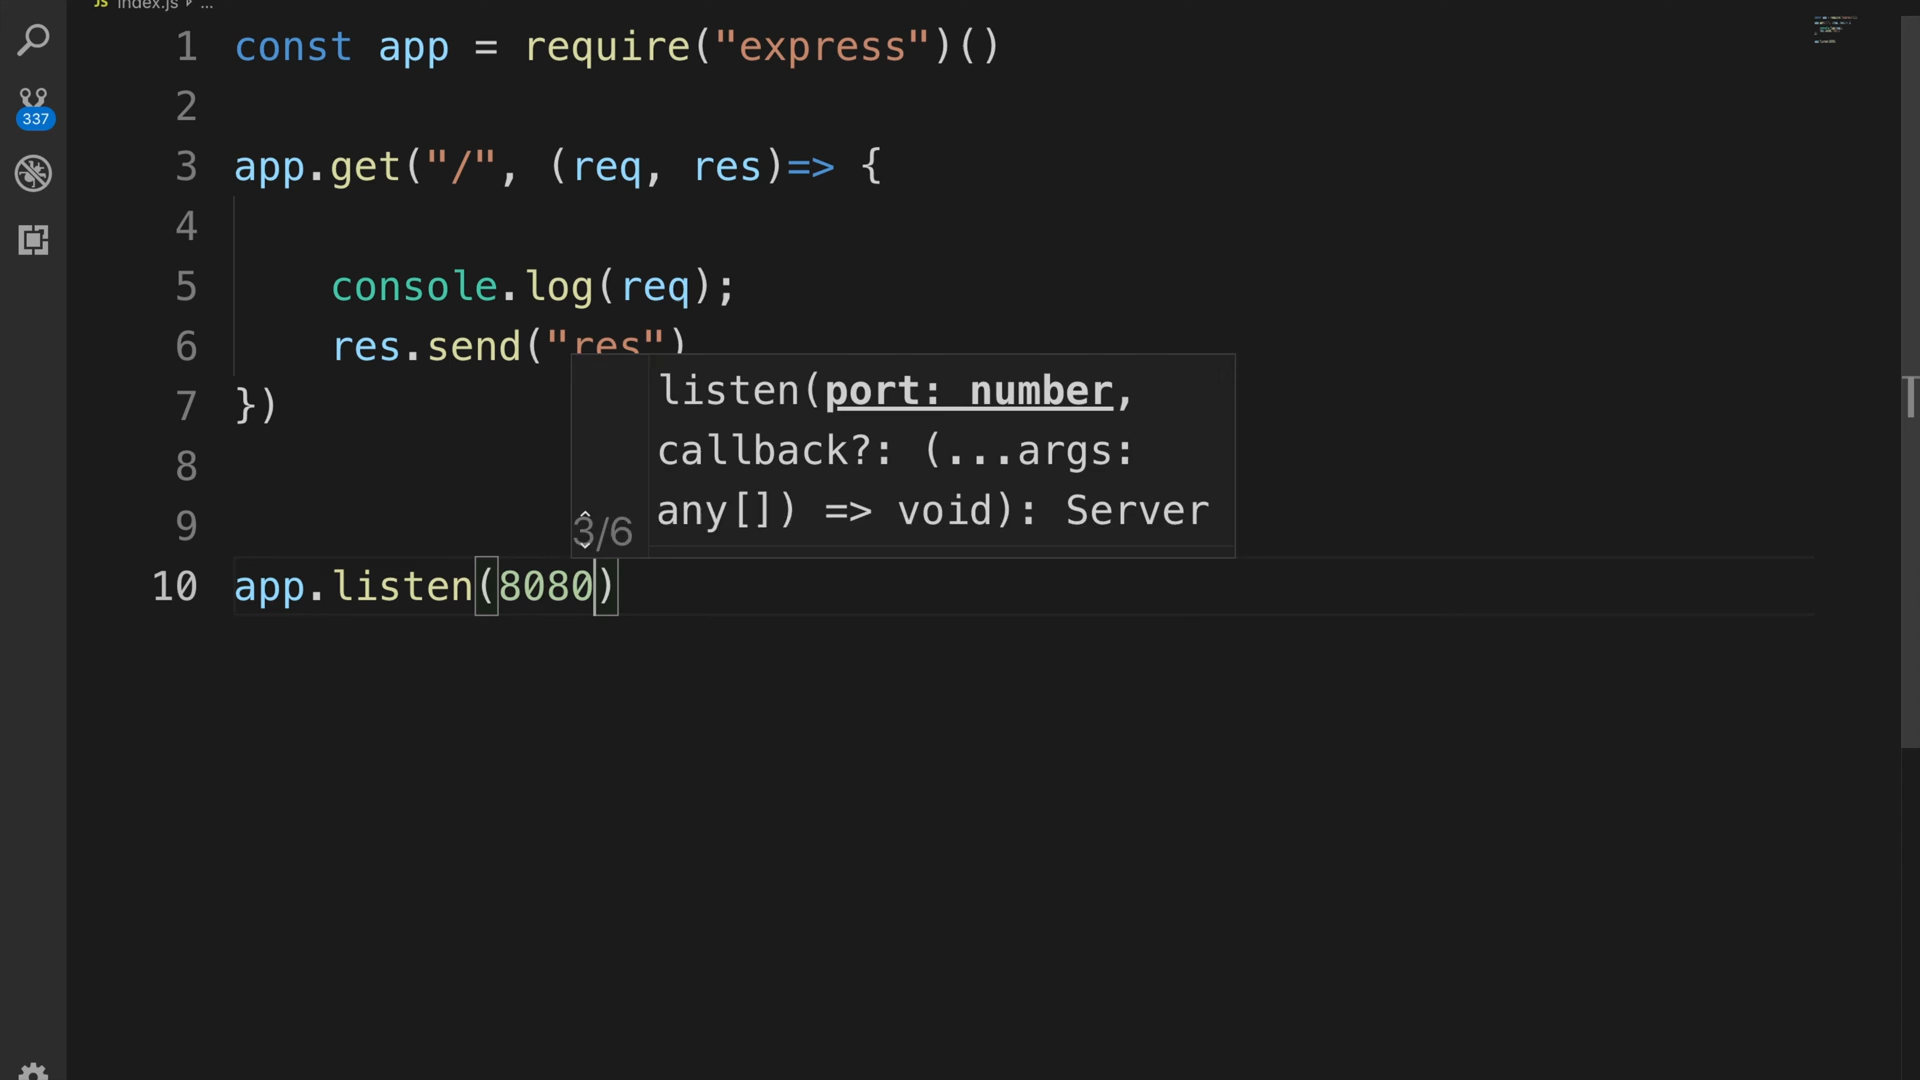 JS index.js ...
337
1 const app = require("express")()
2
3 app.get("/", (req, res)=> {
4
5 console.log(req);
6 res.send("res")
7 })
8
9
10 app.listen(8080)
listen(port: number,
callback?: (...args:
any[]) => void): Server
3/6